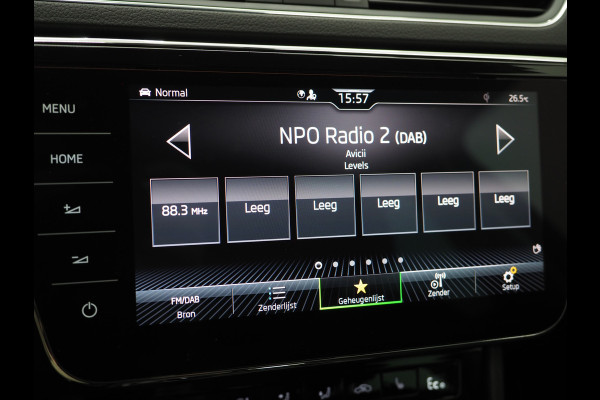 Normal
15:57
26.5°C
MENU
NPO Radio 2 (DAB)
HOME
Avicii
Levels
88.3 MHz
Leeg
Leeg
Leeg
Leeg
Leeg
FM/DAB
Bron
Zenderlijst
Geheugenlijst
Zender
Setup